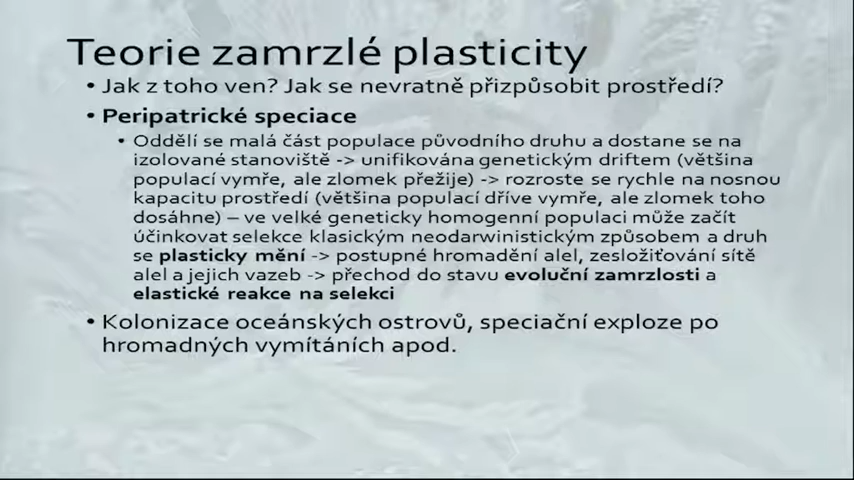 Teorie zamrzlé plasticity
• Jak z toho ven? Jak se nevratně přizpůsobit prostředí?
• Peripatrické speciace
• Oddělí se malá část populace původního druhu a dostane se na
izolované stanoviště -> unifikována genetickým driftem (většina
populací vymře, ale zlomek přežije) -> rozroste se rychle na nosnou
kapacitu prostředí (většina populací dříve vymře, ale zlomek toho
dosáhne) – ve velké geneticky homogenní populaci může začít
účinkovat selekce klasickým neodarwinistickým způsobem a druh
se plasticky mění -> postupné hromadění alel, zesložiťování sítě
alel a jejich vazeb -> přechod do stavu evoluční zamrzlosti a
elastické reakce na selekci
• Kolonizace oceánských ostrovů, speciační exploze po
hromadných vymítáních apod.